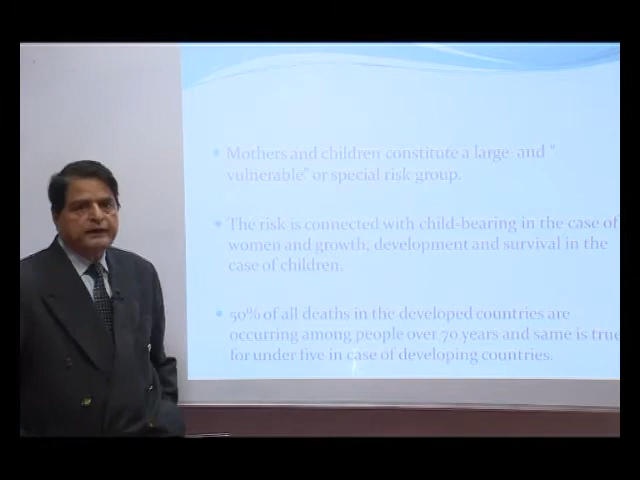 Mothers and children constitute a large and "
vulnerable" or special risk group.
The risk is connected with child-bearing in the case of
women and growth, development and survival in the
case of children.
50% of all deaths in the developed countries are
occurring among people over 70 years and same is true
for under five in case of developing countries.